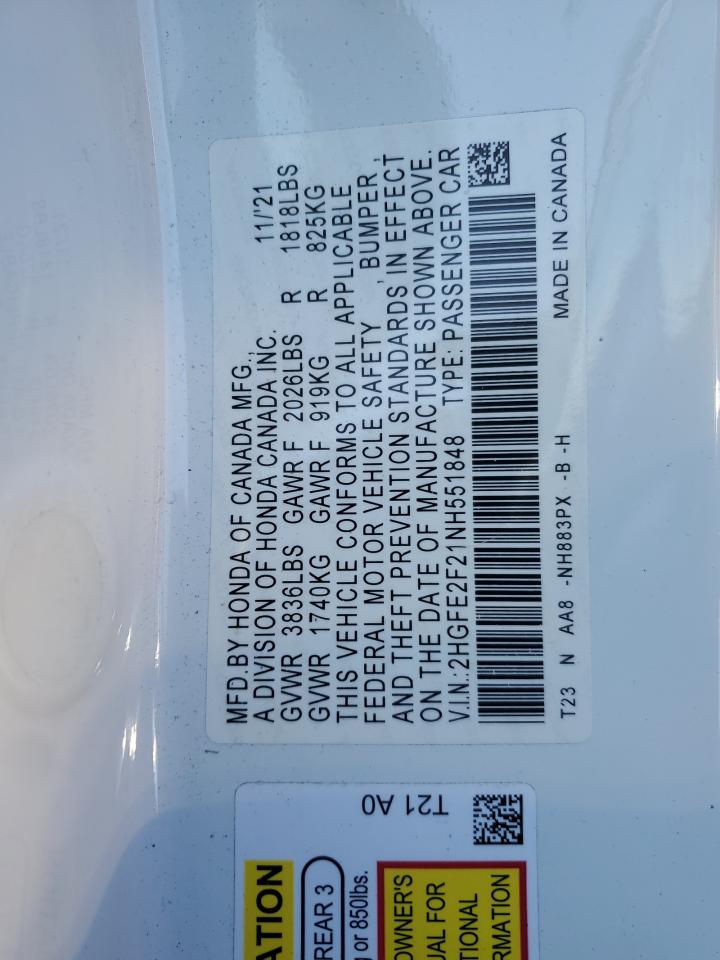 MFD.BY HONDA OF CANADA MFG., 11/'21
A DIVISION OF HONDA CANADA INC.
GVWR 3836LBS GAWR F 2026LBS R 1818LBS
GVWR 1740KG GAWR F 919KG R 825KG
THIS VEHICLE CONFORMS TO ALL APPLICABLE
FEDERAL MOTOR VEHICLE SAFETY , BUMPER ,
AND THEFT PREVENTION STANDARDS IN EFFECT
ON THE DATE OF MANUFACTURE SHOWN ABOVE.
V.I.N.:2HGFE2F21NH551848 TYPE: PASSENGER CAR
T23 N AA8 -NH883PX -B -H MADE IN CANADA
T21 A0
ATION
REAR 3
or 850lbs.
OWNER'S
UAL FOR
TIONAL
RMATION